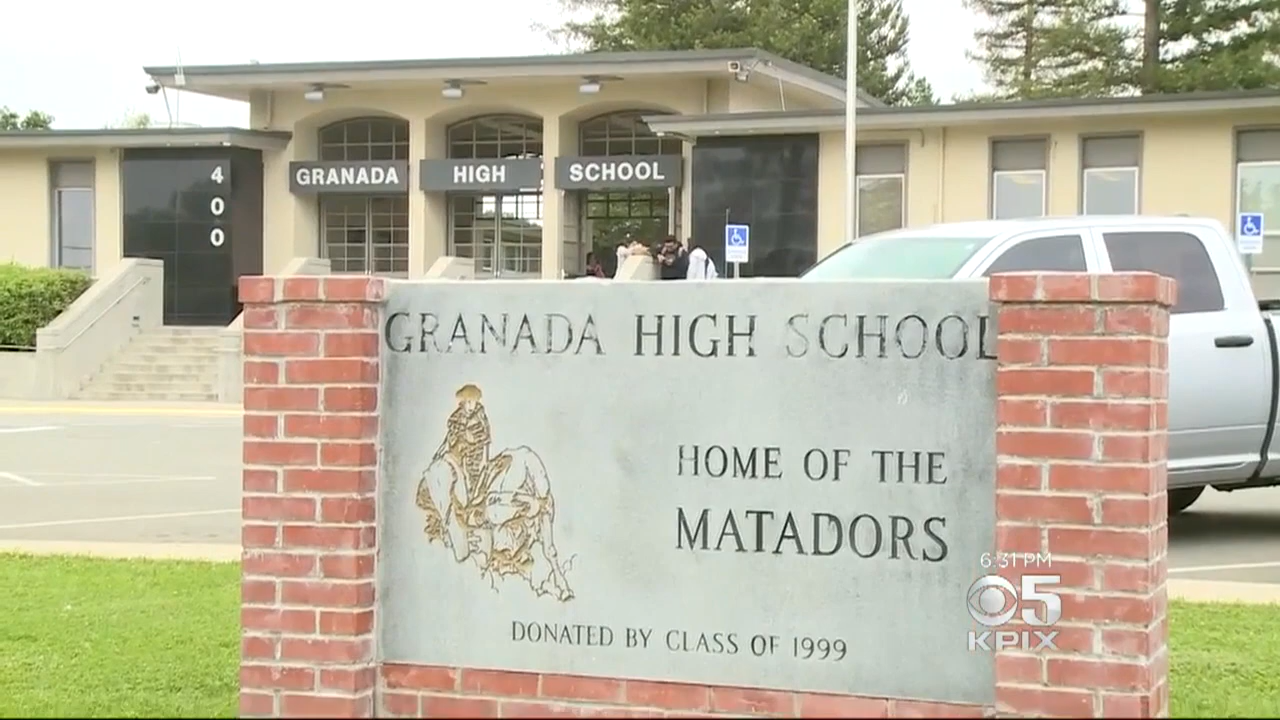 400
GRANADA HIGH SCHOOL
GRANADA HIGH SCHOOL
HOME OF THE
MATADORS
DONATED BY CLASS OF 1999
6:31 PM
5
KPIX